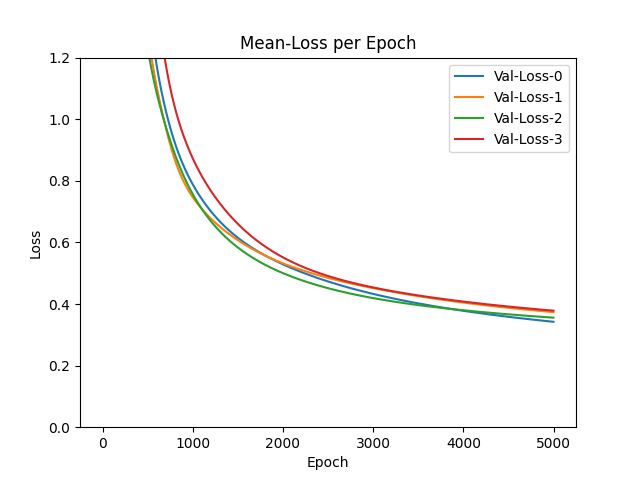 Mean-Loss per Epoch
1.2
1.0
0.8
0.6
0.4
0.2
0.0
Loss
Val-Loss-0
Val-Loss-1
Val-Loss-2
Val-Loss-3
0 1000 2000 3000 4000 5000
Epoch